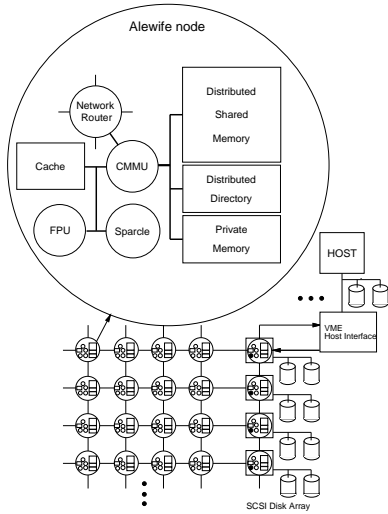 Alewife node
Network
Router
Cache
CMMU
FPU
Sparcle
Distributed
Shared
Memory
Distributed
Directory
Private
Memory
HOST
VME
Host Interface
SCSI Disk Array